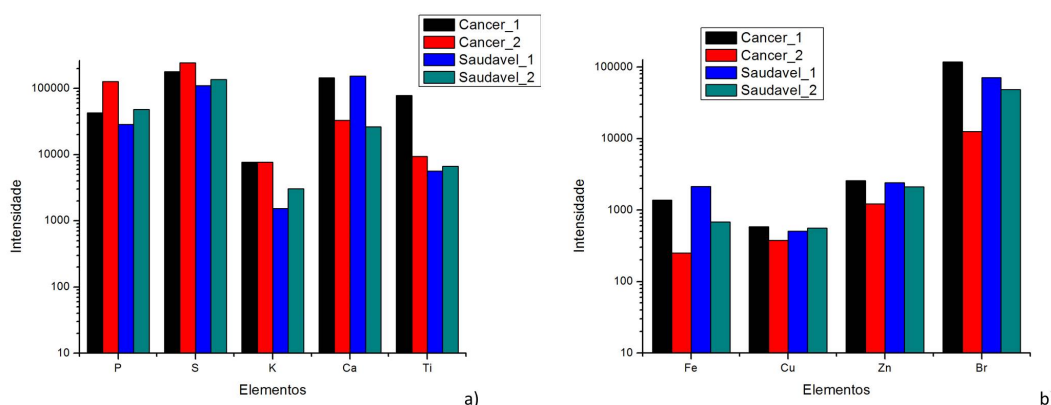 Cancer_1
Cancer_2
Saudavel_1
Saudavel_2
100000
10000
1000
100
10
Intensidade
P S K Ca Ti
Elementos
a)
Cancer_1
Cancer_2
Saudavel_1
Saudavel_2
100000
10000
1000
100
10
Intensidade
Fe Cu Zn Br
Elementos
b)